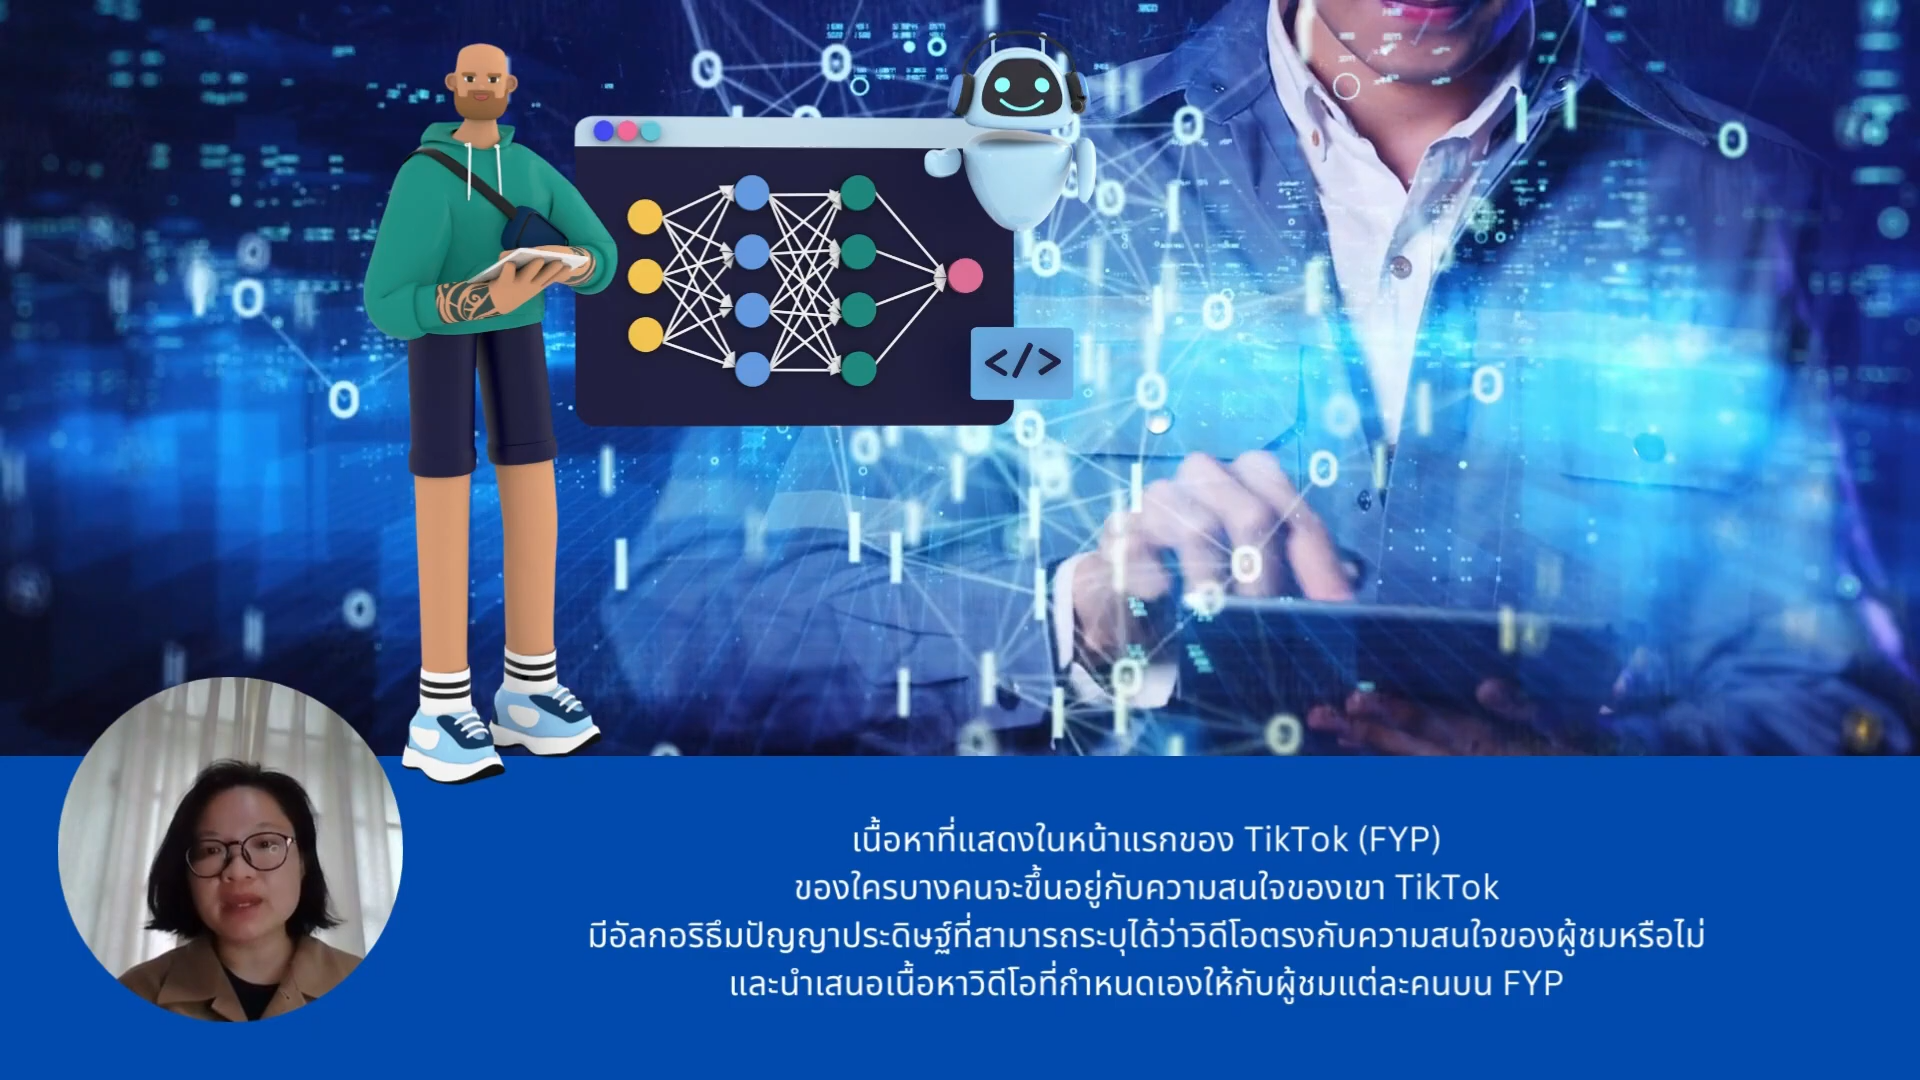 </>
เนื้อหาที่แสดงในหน้าแรกของ TikTok (FYP)
ของใครบางคนจะขึ้นอยู่กับความสนใจของเขา TikTok
มีอัลกอริธึมปัญญาประดิษฐ์ที่สามารถระบุได้ว่าวิดีโอตรงกับความสนใจของผู้ชมหรือไม่
และนำเสนอเนื้อหาวิดีโอที่กำหนดเองให้กับผู้ชมแต่ละคนบน FYP